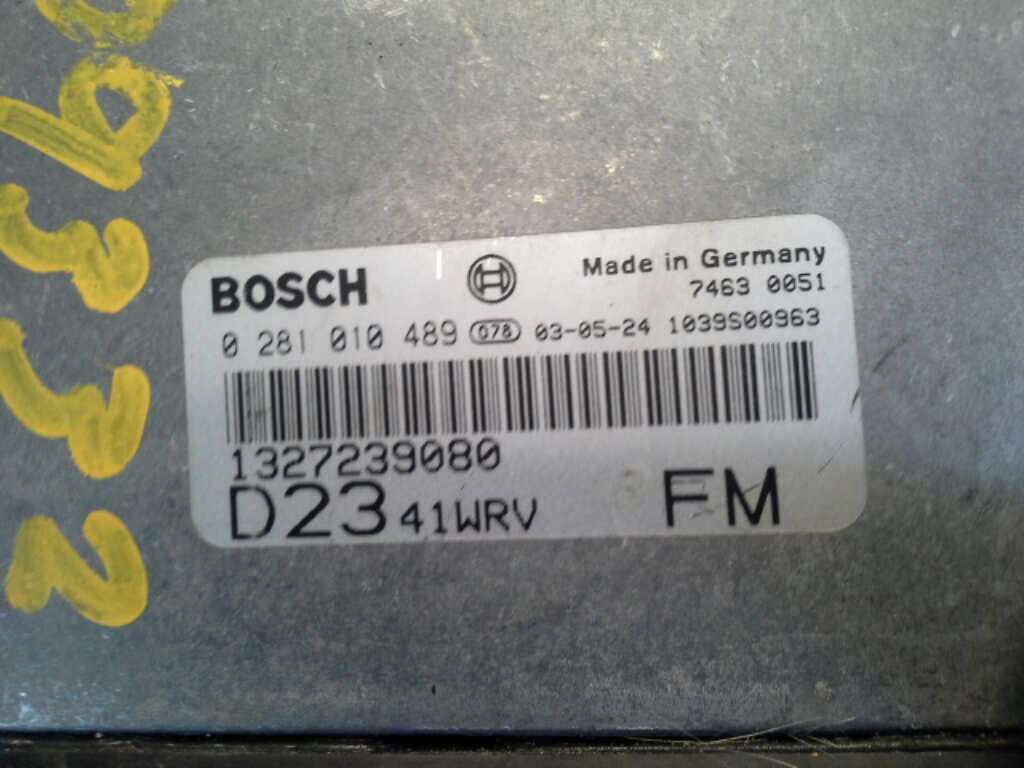 BOSCH
Made in Germany
7463 0051
0 281 010 489 078 03-05-24 1039S00963
1327239080
D23 41WRV FM